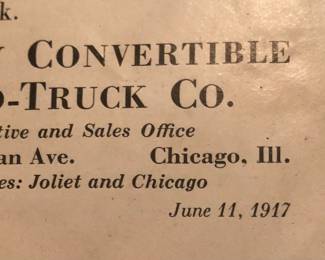 k.
Y CONVERTIBLE
O-TRUCK CO.
tive and Sales Office
an Ave. Chicago, Ill.
es: Joliet and Chicago
June 11, 1917